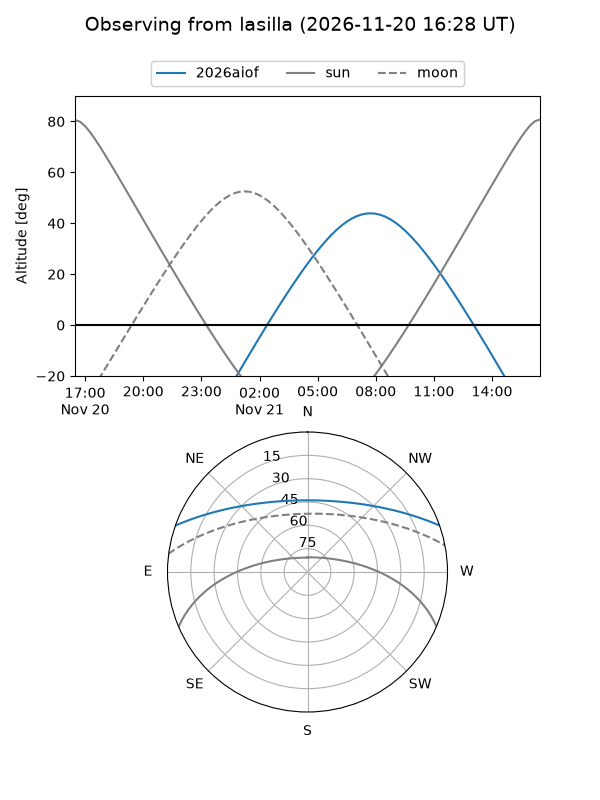 Observing from lasilla (2026-11-20 16:28 UT)
2026aiof sun moon
80
60
40
20
0
−20
Altitude [deg]
17:00 20:00 23:00 02:00 05:00 08:00 11:00 14:00
Nov 20 Nov 21
N
NE NW
15
30
45
60
75
E W
SE SW
S